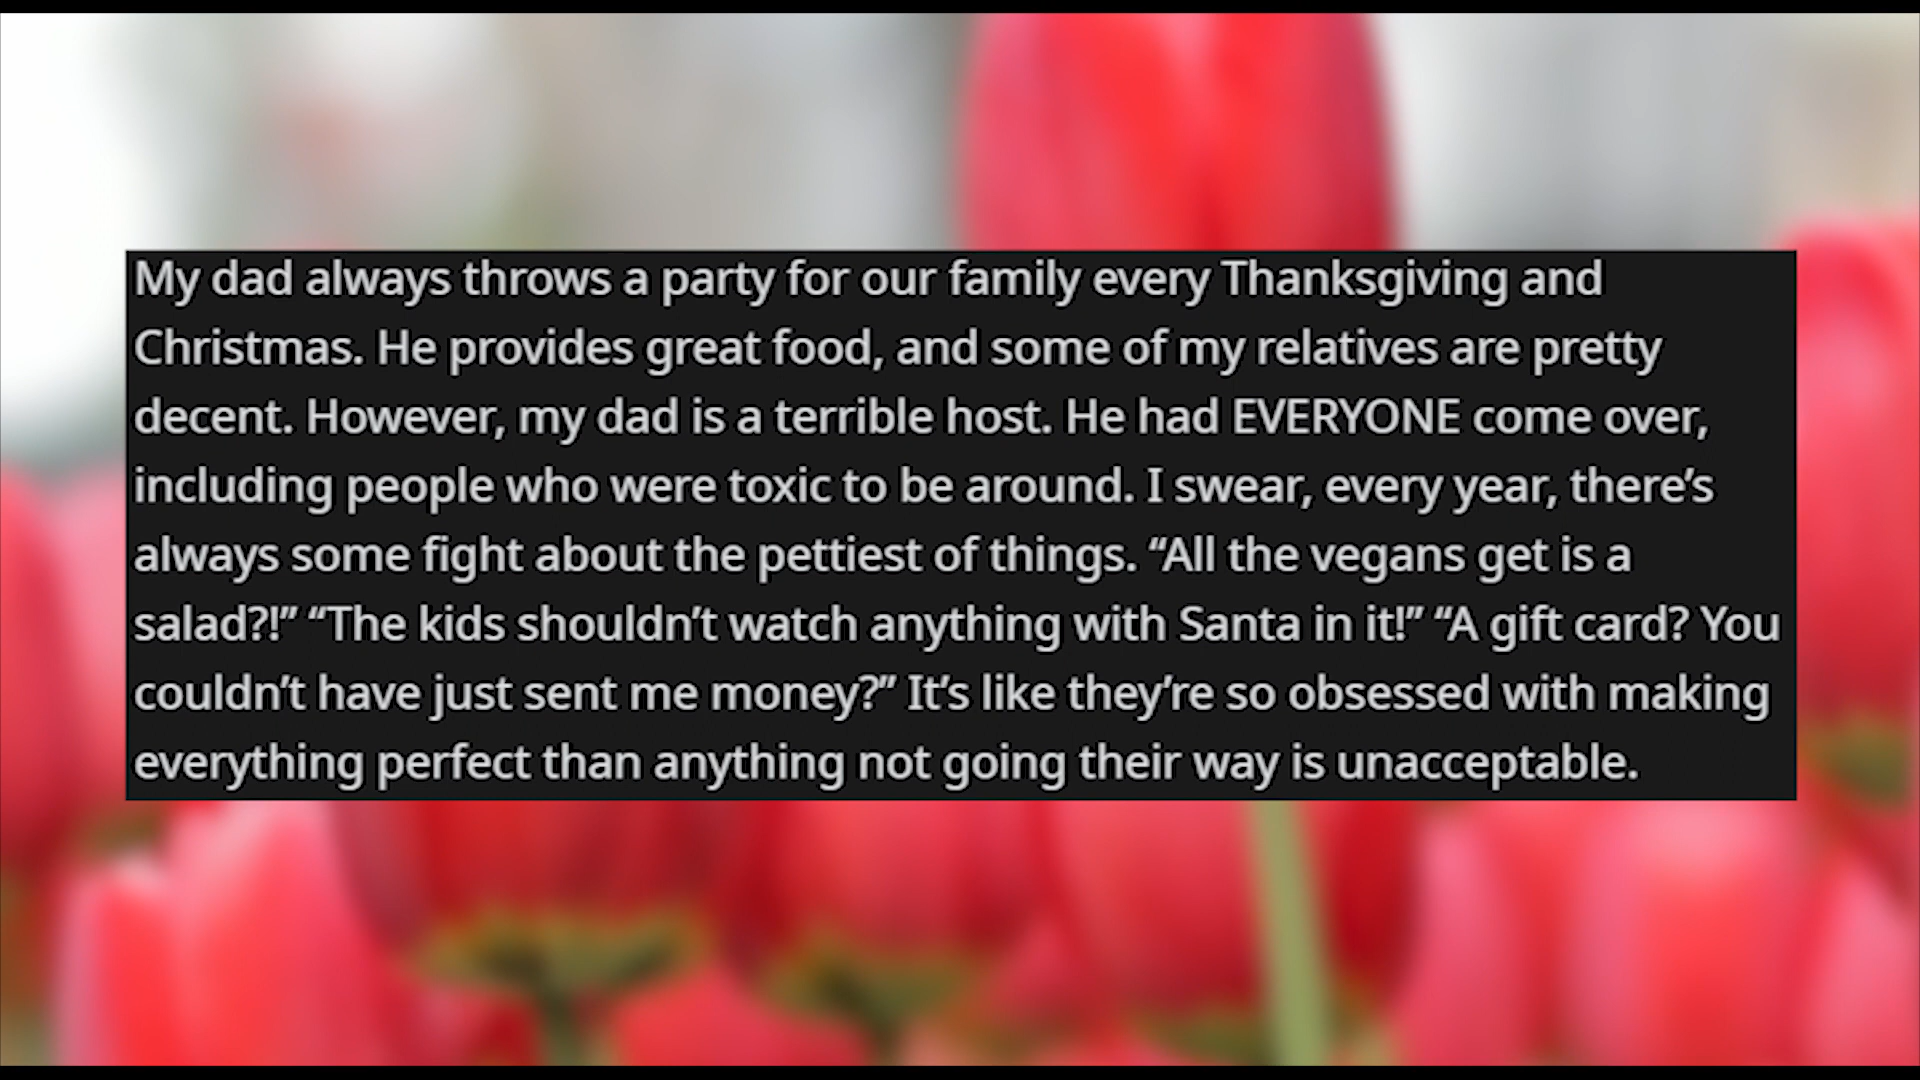 My dad always throws a party for our family every Thanksgiving and
Christmas. He provides great food, and some of my relatives are pretty
decent. However, my dad is a terrible host. He had EVERYONE come over,
including people who were toxic to be around. I swear, every year, there’s
always some fight about the pettiest of things. “All the vegans get is a
salad?!” “The kids shouldn’t watch anything with Santa in it!” “A gift card? You
couldn’t have just sent me money?” It’s like they’re so obsessed with making
everything perfect than anything not going their way is unacceptable.